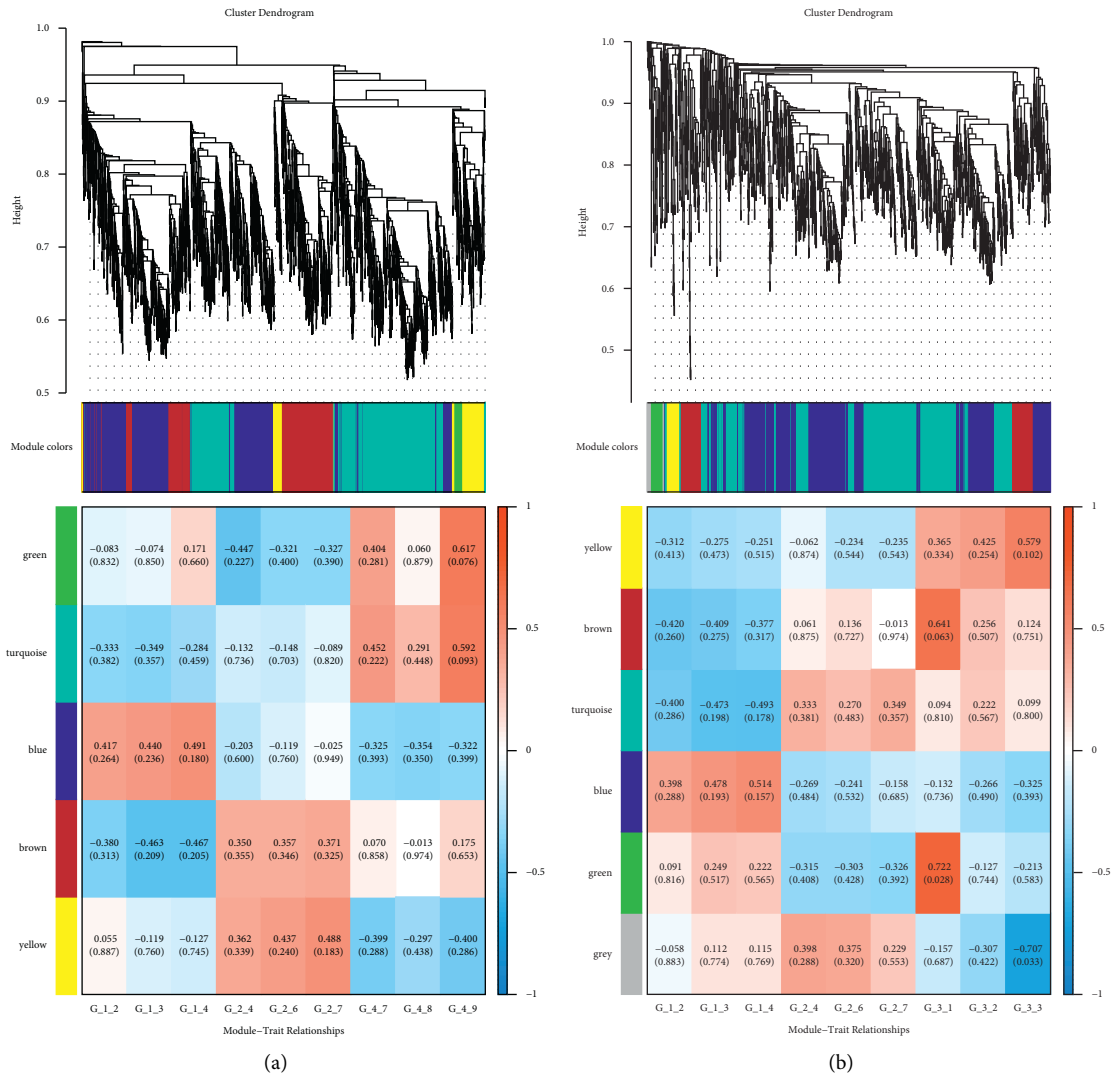 Cluster Dendrogram
1.0
0.9
0.8
0.7
0.6
0.5
Height
Module colors
green
turquoise
blue
brown
yellow
−0.083 −0.074 0.171 −0.447 −0.321 −0.327 0.404 0.060 0.617
(0.832) (0.850) (0.660) (0.227) (0.400) (0.390) (0.281) (0.879) (0.076)
−0.333 −0.349 −0.284 −0.132 −0.148 −0.089 0.452 0.291 0.592
(0.382) (0.357) (0.459) (0.736) (0.703) (0.820) (0.222) (0.448) (0.093)
0.417 0.440 0.491 −0.203 −0.119 −0.025 −0.325 −0.354 −0.322
(0.264) (0.236) (0.180) (0.600) (0.760) (0.949) (0.393) (0.350) (0.399)
−0.380 −0.463 −0.467 0.350 0.357 0.371 0.070 −0.013 0.175
(0.313) (0.209) (0.205) (0.355) (0.346) (0.325) (0.858) (0.974) (0.653)
0.055 −0.119 −0.127 0.362 0.437 0.488 −0.399 −0.297 −0.400
(0.887) (0.760) (0.745) (0.339) (0.240) (0.183) (0.288) (0.438) (0.286)
1
0.5
0
−0.5
−1
G_1_2 G_1_3 G_1_4 G_2_4 G_2_6 G_2_7 G_4_7 G_4_8 G_4_9
Module−Trait Relationships
(a)
Cluster Dendrogram
1.0
0.9
0.8
0.7
0.6
0.5
Height
Module colors
yellow
brown
turquoise
blue
green
grey
−0.312 −0.275 −0.251 −0.062 −0.234 −0.235 0.365 0.425 0.579
(0.413) (0.473) (0.515) (0.874) (0.544) (0.543) (0.334) (0.254) (0.102)
−0.420 −0.409 −0.377 0.061 0.136 −0.013 0.641 0.256 0.124
(0.260) (0.275) (0.317) (0.875) (0.727) (0.974) (0.063) (0.507) (0.751)
−0.400 −0.473 −0.493 0.333 0.270 0.349 0.094 0.222 0.099
(0.286) (0.198) (0.178) (0.381) (0.483) (0.357) (0.810) (0.567) (0.800)
0.398 0.478 0.514 −0.269 −0.241 −0.158 −0.132 −0.266 −0.325
(0.288) (0.193) (0.157) (0.484) (0.532) (0.685) (0.736) (0.490) (0.393)
0.091 0.249 0.222 −0.315 −0.303 −0.326 0.722 −0.127 −0.213
(0.816) (0.517) (0.565) (0.408) (0.428) (0.392) (0.028) (0.744) (0.583)
−0.058 0.112 0.115 0.398 0.375 0.229 −0.157 −0.307 −0.707
(0.883) (0.774) (0.769) (0.288) (0.320) (0.553) (0.687) (0.422) (0.033)
1
0.5
0
−0.5
−1
G_1_2 G_1_3 G_1_4 G_2_4 G_2_6 G_2_7 G_3_1 G_3_2 G_3_3
Module−Trait Relationships
(b)